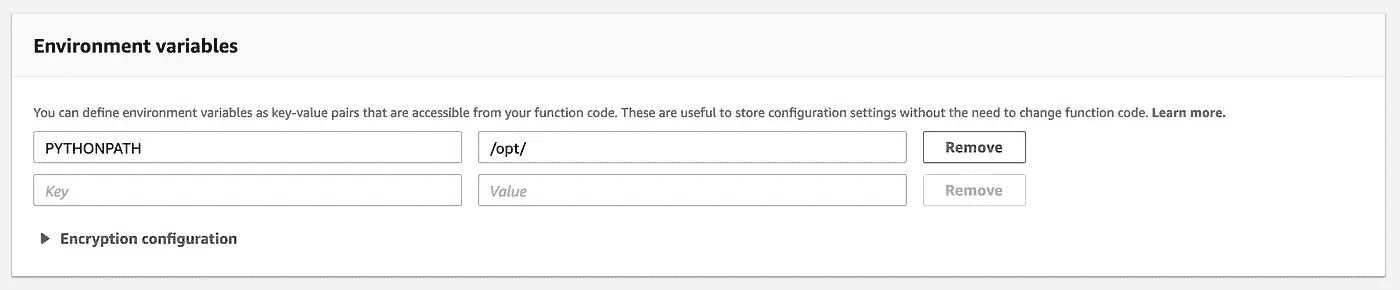 Environment variables
You can define environment variables as key-value pairs that are accessible from your function code. These are useful to store configuration settings without the need to change function code. Learn more.
PYTHONPATH /opt/ Remove
Key Value Remove
Encryption configuration